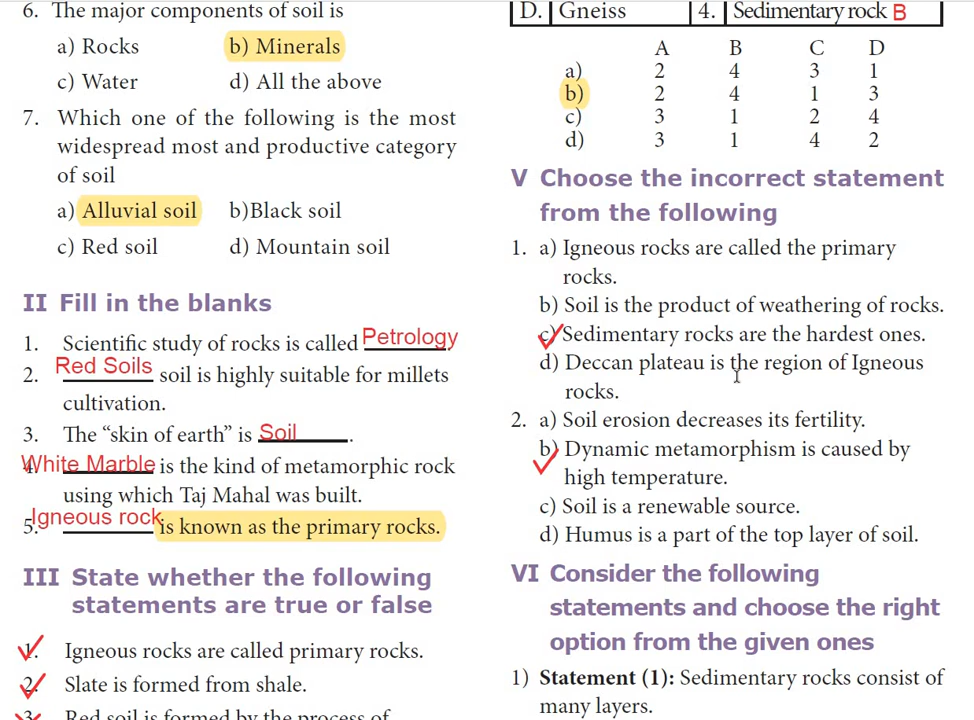 6. The major components of soil is
a) Rocks b) Minerals
c) Water d) All the above
7. Which one of the following is the most
widespread most and productive category
of soil
a) Alluvial soil b)Black soil
c) Red soil d) Mountain soil
II Fill in the blanks
1. Scientific study of rocks is called Petrology.
2. Red Soils soil is highly suitable for millets
cultivation.
3. The “skin of earth” is Soil.
4. White Marble is the kind of metamorphic rock
using which Taj Mahal was built.
5. Igneous rock is known as the primary rocks.
III State whether the following
statements are true or false
1. Igneous rocks are called primary rocks.
2. Slate is formed from shale.
3. Red soil is formed by the process of
D. Gneiss 4. Sedimentary rock B
A B C D
a) 2 4 3 1
b) 2 4 1 3
c) 3 1 2 4
d) 3 1 4 2
V Choose the incorrect statement
from the following
1. a) Igneous rocks are called the primary
rocks.
b) Soil is the product of weathering of rocks.
c) Sedimentary rocks are the hardest ones.
d) Deccan plateau is the region of Igneous
rocks.
2. a) Soil erosion decreases its fertility.
b) Dynamic metamorphism is caused by
high temperature.
c) Soil is a renewable source.
d) Humus is a part of the top layer of soil.
VI Consider the following
statements and choose the right
option from the given ones
1) Statement (1): Sedimentary rocks consist of
many layers.